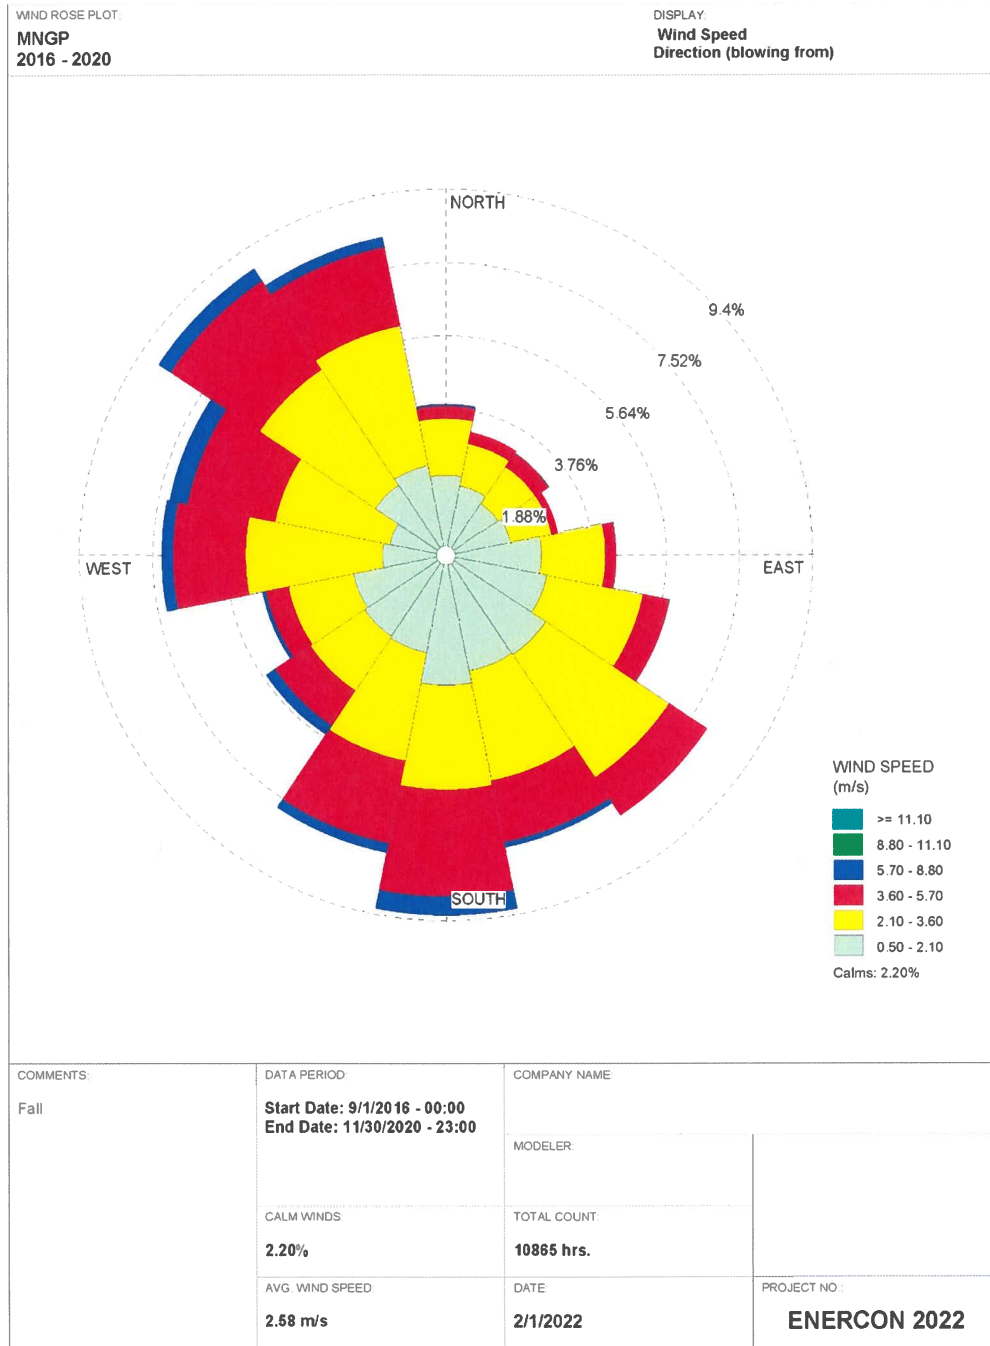 WIND ROSE PLOT:
MNGP
2016 - 2020
DISPLAY:
Wind Speed
Direction (blowing from)
NORTH
9.4%
7.52%
5.64%
3.76%
1.88%
WEST
EAST
SOUTH
WIND SPEED
(m/s)
>= 11.10
8.80 - 11.10
5.70 - 8.80
3.60 - 5.70
2.10 - 3.60
0.50 - 2.10
Calms: 2.20%
COMMENTS:
Fall
DATA PERIOD:
Start Date: 9/1/2016 - 00:00
End Date: 11/30/2020 - 23:00
COMPANY NAME:
MODELER:
CALM WINDS:
2.20%
TOTAL COUNT:
10865 hrs.
AVG. WIND SPEED:
2.58 m/s
DATE:
2/1/2022
PROJECT NO.:
ENERCON 2022